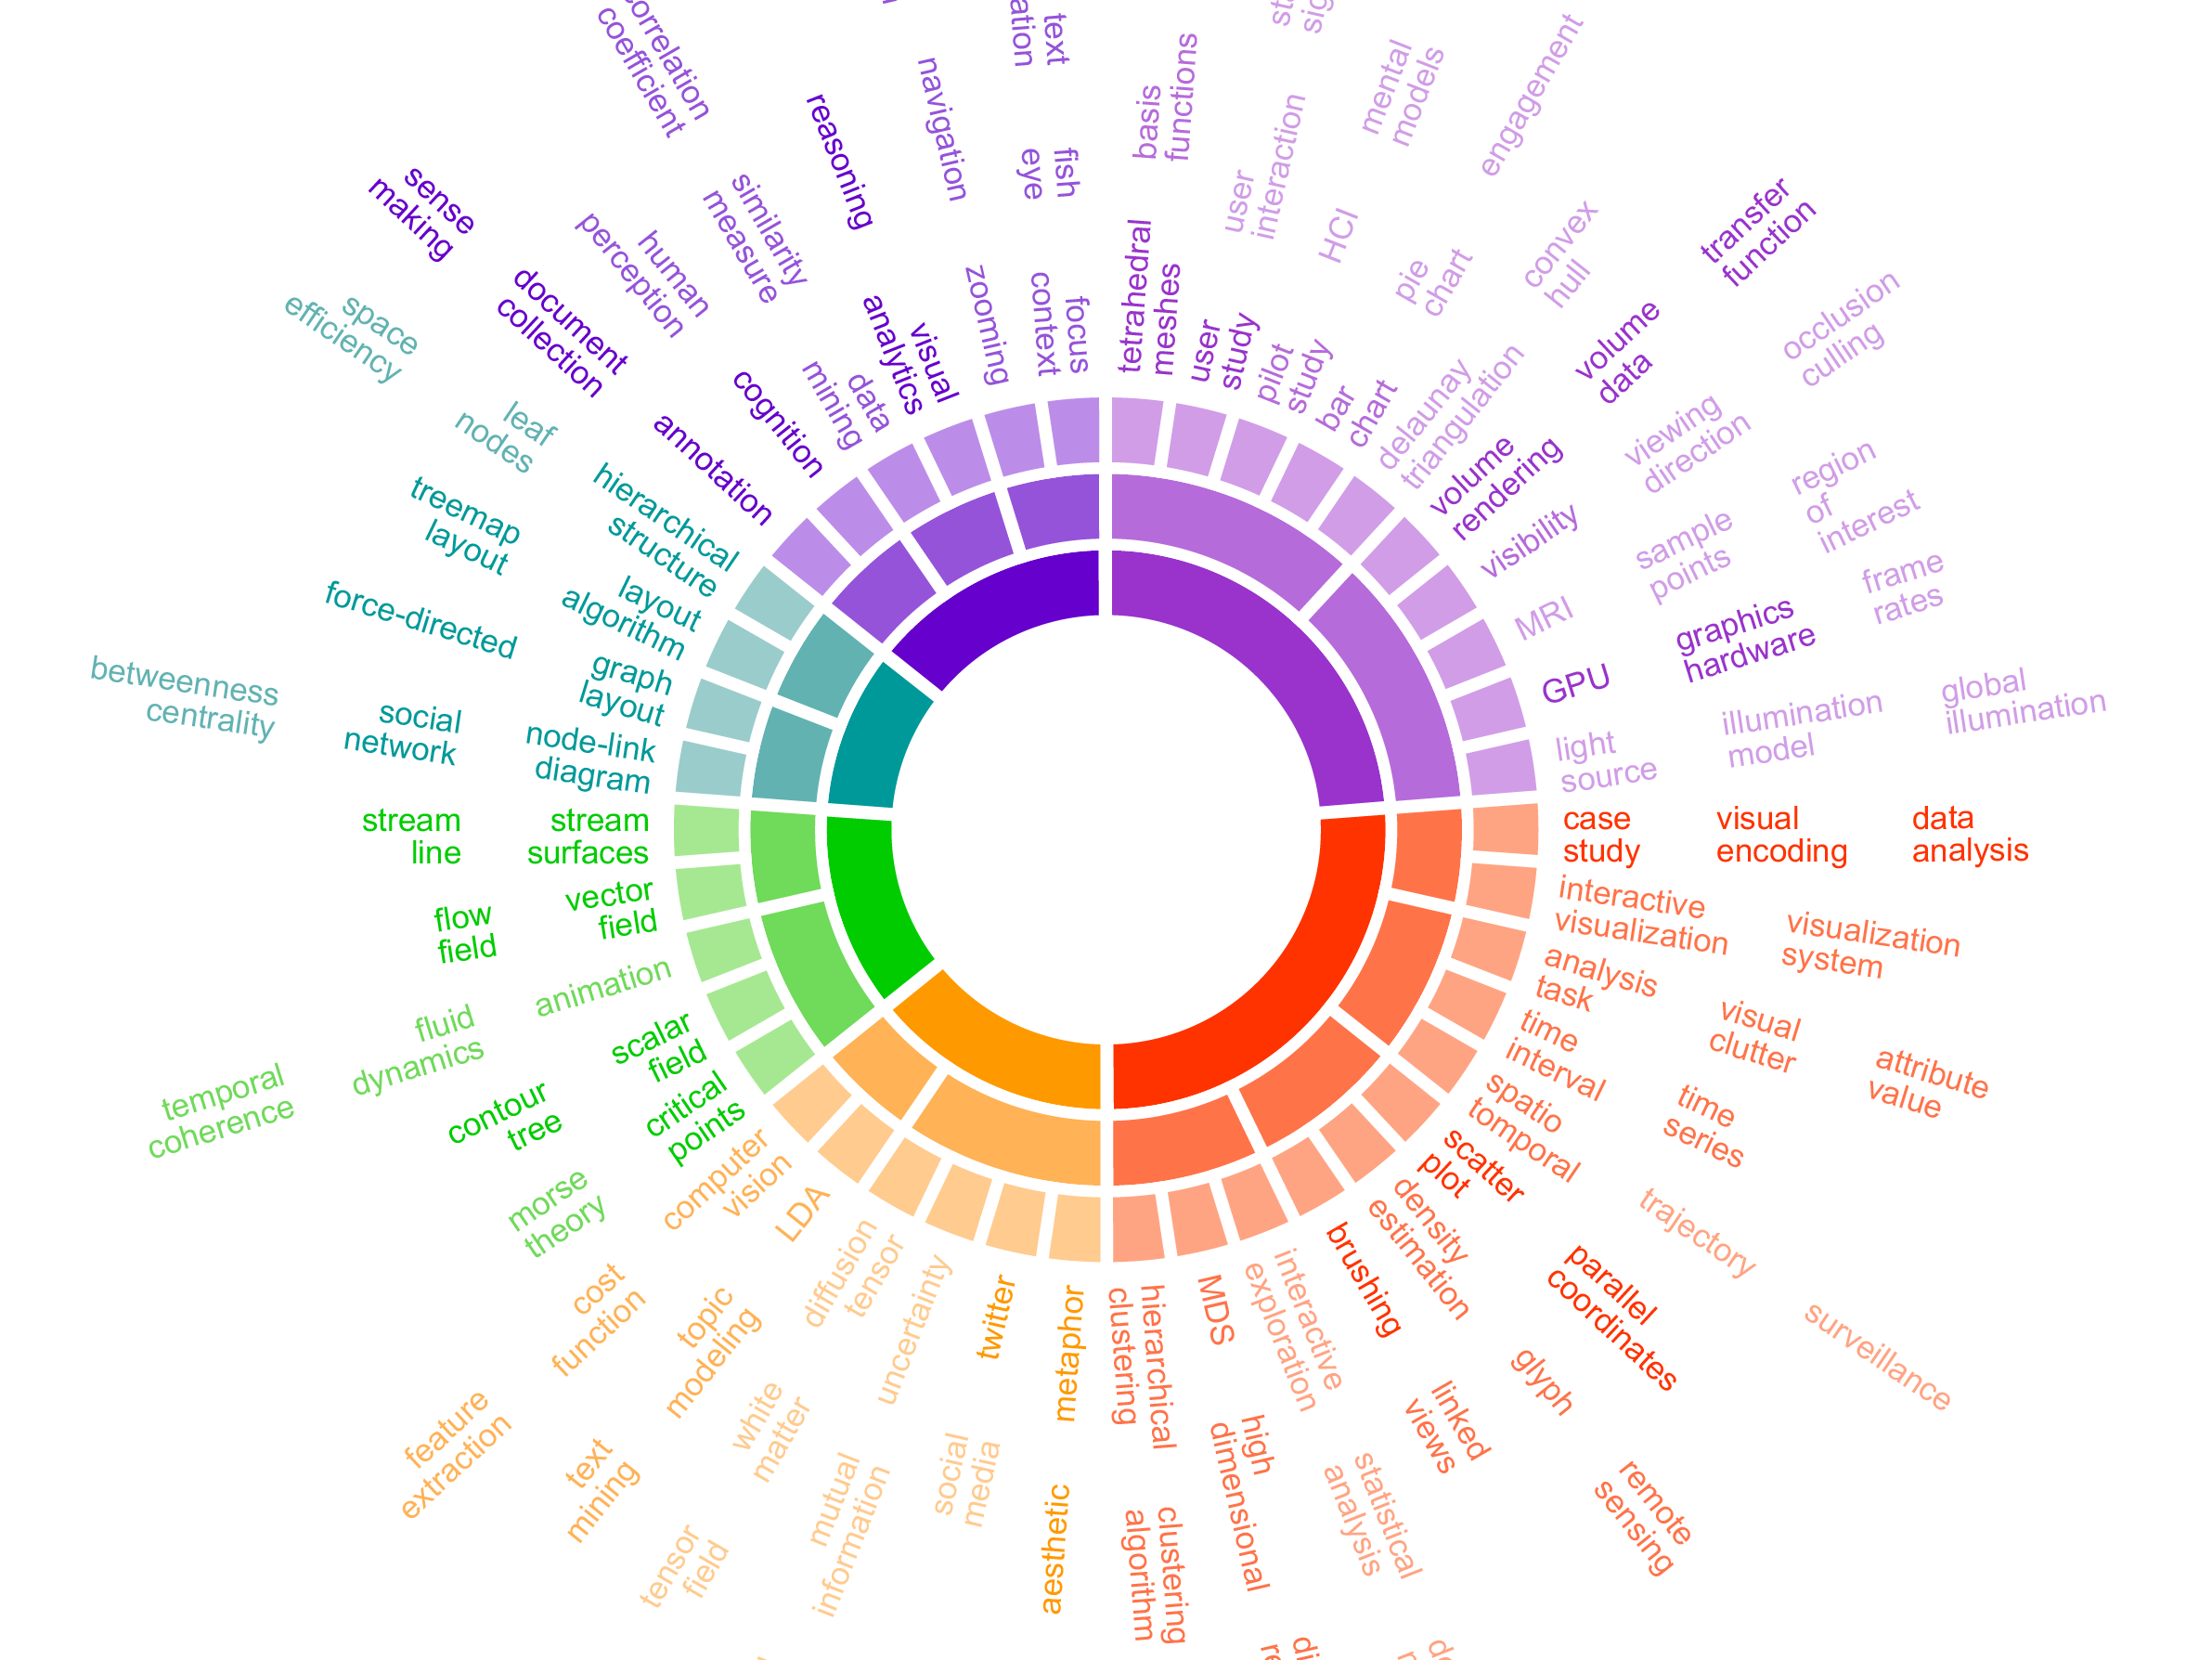 tetrahedral
meshes
basis
functions
user
study
user
interaction
pilot
study
HCI
mental
models
bar
chart
pie
chart
engagement
delaunay
triangulation
convex
hull
volume
rendering
volume
data
transfer
function
visibility
viewing
direction
occlusion
culling
MRI
sample
points
region
of
interest
GPU
graphics
hardware
frame
rates
light
source
illumination
model
global
illumination
case
study
visual
encoding
data
analysis
interactive
visualization
visualization
system
analysis
task
visual
clutter
attribute
value
time
interval
time
series
spatio
tomporal
trajectory
surveillance
scatter
plot
parallel
coordinates
density
estimation
glyph
remote
sensing
brushing
linked
views
interactive
exploration
statistical
analysis
MDS
high
dimensional
hierarchical
clustering
clustering
algorithm
metaphor
aesthetic
twitter
social
media
uncertainty
mutual
information
diffusion
tensor
white
matter
tensor
field
LDA
topic
modeling
text
mining
computer
vision
cost
function
feature
extraction
critical
points
morse
theory
scalar
field
contour
tree
animation
fluid
dynamics
temporal
coherence
vector
field
flow
field
stream
surfaces
stream
line
node-link
diagram
social
network
betweenness
centrality
graph
layout
force-directed
layout
algorithm
treemap
layout
hierarchical
structure
leaf
nodes
space
efficiency
annotation
document
collection
sense
making
cognition
human
perception
data
mining
similarity
measure
correlation
coefficient
visual
analytics
reasoning
zooming
navigation
focus
context
fish
eye
text